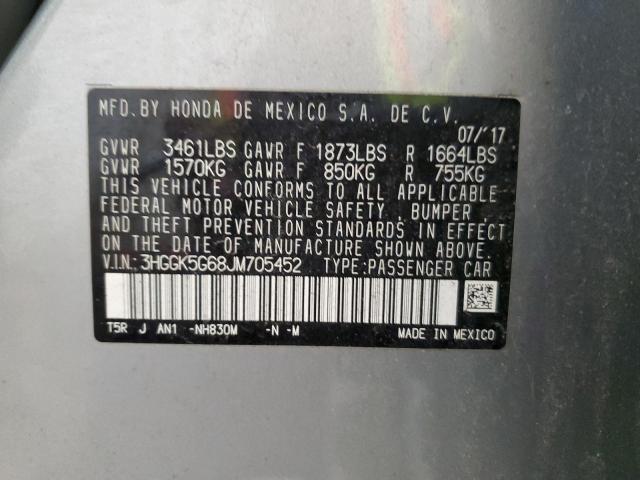 MFD. BY HONDA DE MEXICO S.A. DE C.V.
07/'17
GVWR 3461LBS GAWR F 1873LBS R 1664LBS
GVWR 1570KG GAWR F 850KG R 755KG
THIS VEHICLE CONFORMS TO ALL APPLICABLE
FEDERAL MOTOR VEHICLE SAFETY, BUMPER
AND THEFT PREVENTION STANDARDS IN EFFECT
ON THE DATE OF MANUFACTURE SHOWN ABOVE.
V.I.N.: 3HGGK5G68JM705452 TYPE:PASSENGER CAR
T5R J AN1 -NH830M -N -M MADE IN MEXICO